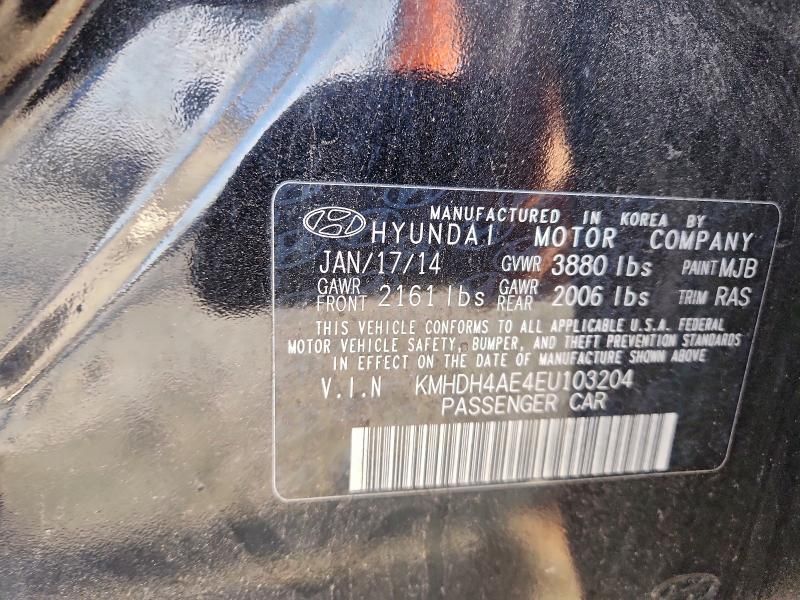 MANUFACTURED IN KOREA BY
HYUNDAI MOTOR COMPANY
JAN/17/14 GVWR 3880 lbs PAINT MJB
GAWR FRONT 2161 lbs GAWR REAR 2006 lbs TRIM RAS
THIS VEHICLE CONFORMS TO ALL APPLICABLE U.S.A. FEDERAL
MOTOR VEHICLE SAFETY, BUMPER, AND THEFT PREVENTION STANDARDS
IN EFFECT ON THE DATE OF MANUFACTURE SHOWN ABOVE
V.I.N KMHDH4AE4EU103204
PASSENGER CAR